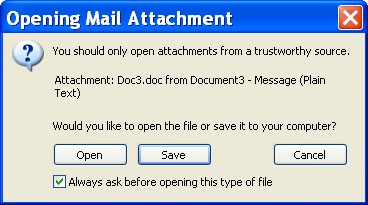 Opening Mail Attachment
You should only open attachments from a trustworthy source.
Attachment: Doc3.doc from Document3 - Message (Plain
Text)
Would you like to open the file or save it to your computer?
Open Save Cancel
Always ask before opening this type of file